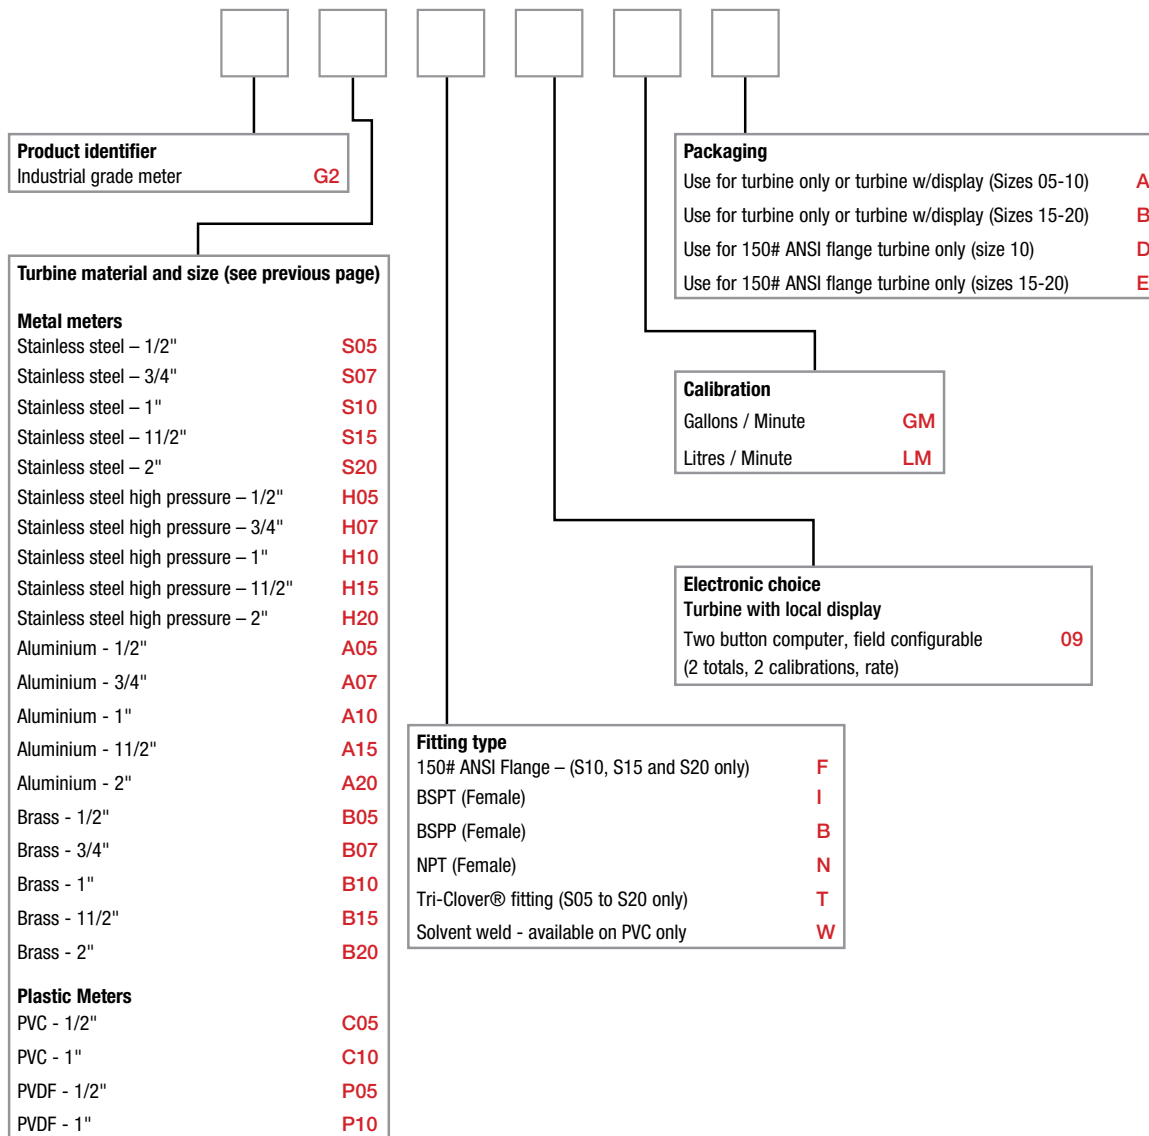 Product identifier
Industrial grade meter G2
Turbine material and size (see previous page)
Metal meters
Stainless steel – 1/2" S05
Stainless steel – 3/4" S07
Stainless steel – 1" S10
Stainless steel – 11/2" S15
Stainless steel – 2" S20
Stainless steel high pressure – 1/2" H05
Stainless steel high pressure – 3/4" H07
Stainless steel high pressure – 1" H10
Stainless steel high pressure – 11/2" H15
Stainless steel high pressure – 2" H20
Aluminium - 1/2" A05
Aluminium - 3/4" A07
Aluminium - 1" A10
Aluminium - 11/2" A15
Aluminium - 2" A20
Brass - 1/2" B05
Brass - 3/4" B07
Brass - 1" B10
Brass - 11/2" B15
Brass - 2" B20
Plastic Meters
PVC - 1/2" C05
PVC - 1" C10
PVDF - 1/2" P05
PVDF - 1" P10
Fitting type
150# ANSI Flange – (S10, S15 and S20 only) F
BSPT (Female) I
BSPP (Female) B
NPT (Female) N
Tri-Clover® fitting (S05 to S20 only) T
Solvent weld - available on PVC only W
Electronic choice
Turbine with local display
Two button computer, field configurable 09
(2 totals, 2 calibrations, rate)
Calibration
Gallons / Minute GM
Litres / Minute LM
Packaging
Use for turbine only or turbine w/display (Sizes 05-10) A
Use for turbine only or turbine w/display (Sizes 15-20) B
Use for 150# ANSI flange turbine only (size 10) D
Use for 150# ANSI flange turbine only (sizes 15-20) E